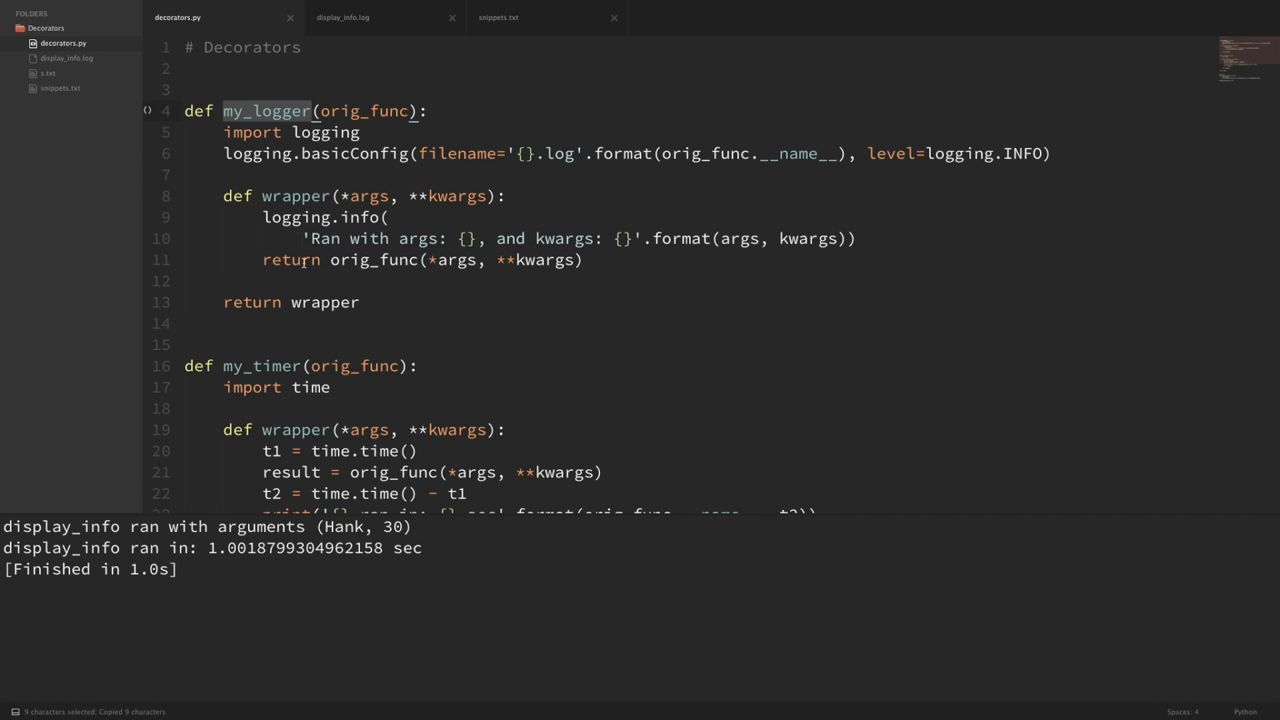 FOLDERS
Decorators
decorators.py
display_info.log
s.txt
snippets.txt
decorators.py
display_info.log
snippets.txt
1 # Decorators
2
3
4 def my_logger(orig_func):
5     import logging
6     logging.basicConfig(filename='{}.log'.format(orig_func.__name__), level=logging.INFO)
7
8     def wrapper(*args, **kwargs):
9         logging.info(
10             'Ran with args: {}, and kwargs: {}'.format(args, kwargs))
11         return orig_func(*args, **kwargs)
12
13     return wrapper
14
15
16 def my_timer(orig_func):
17     import time
18
19     def wrapper(*args, **kwargs):
20         t1 = time.time()
21         result = orig_func(*args, **kwargs)
22         t2 = time.time() - t1
display_info ran with arguments (Hank, 30)
display_info ran in: 1.0018799304962158 sec
[Finished in 1.0s]
9 characters selected; Copied 9 characters
Spaces: 4
Python